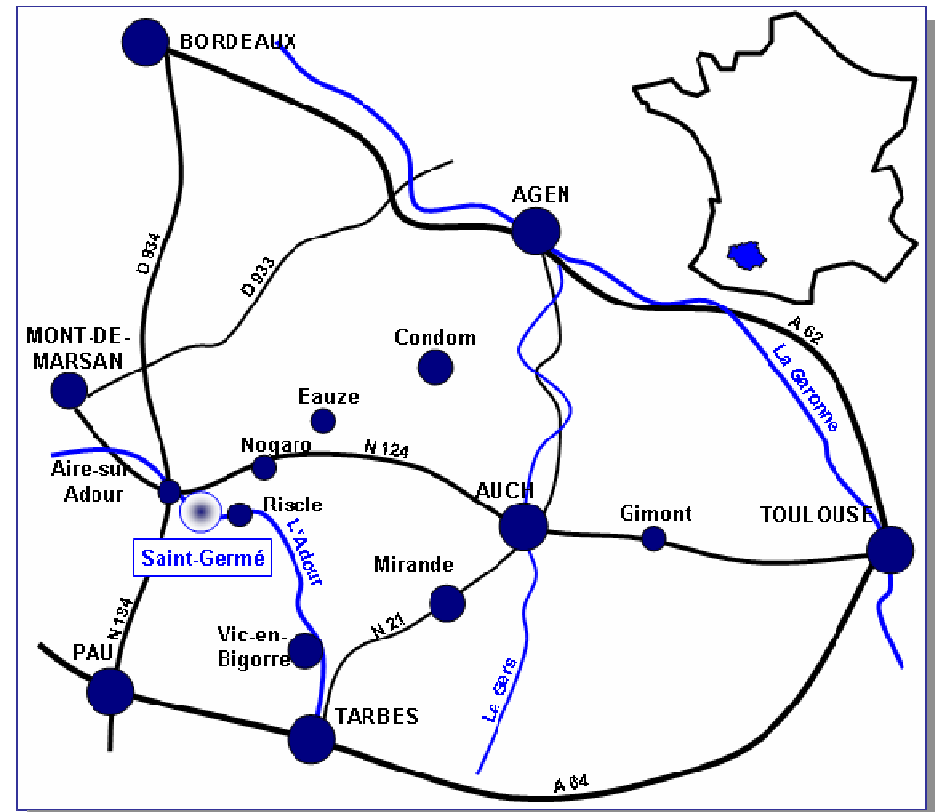 BORDEAUX
AGEN
D 934
D 933
MONT-DE-
MARSAN
A 62
Condom
La Garonne
Eauze
Nogaro
N 124
Aire-sur
Adour
AUCH
Riscle
Gimont
TOULOUSE
L'Adour
Saint-Germé
Mirande
N 134
N 21
Vic-en-
Bigorre
PAU
Le Gers
TARBES
A 64